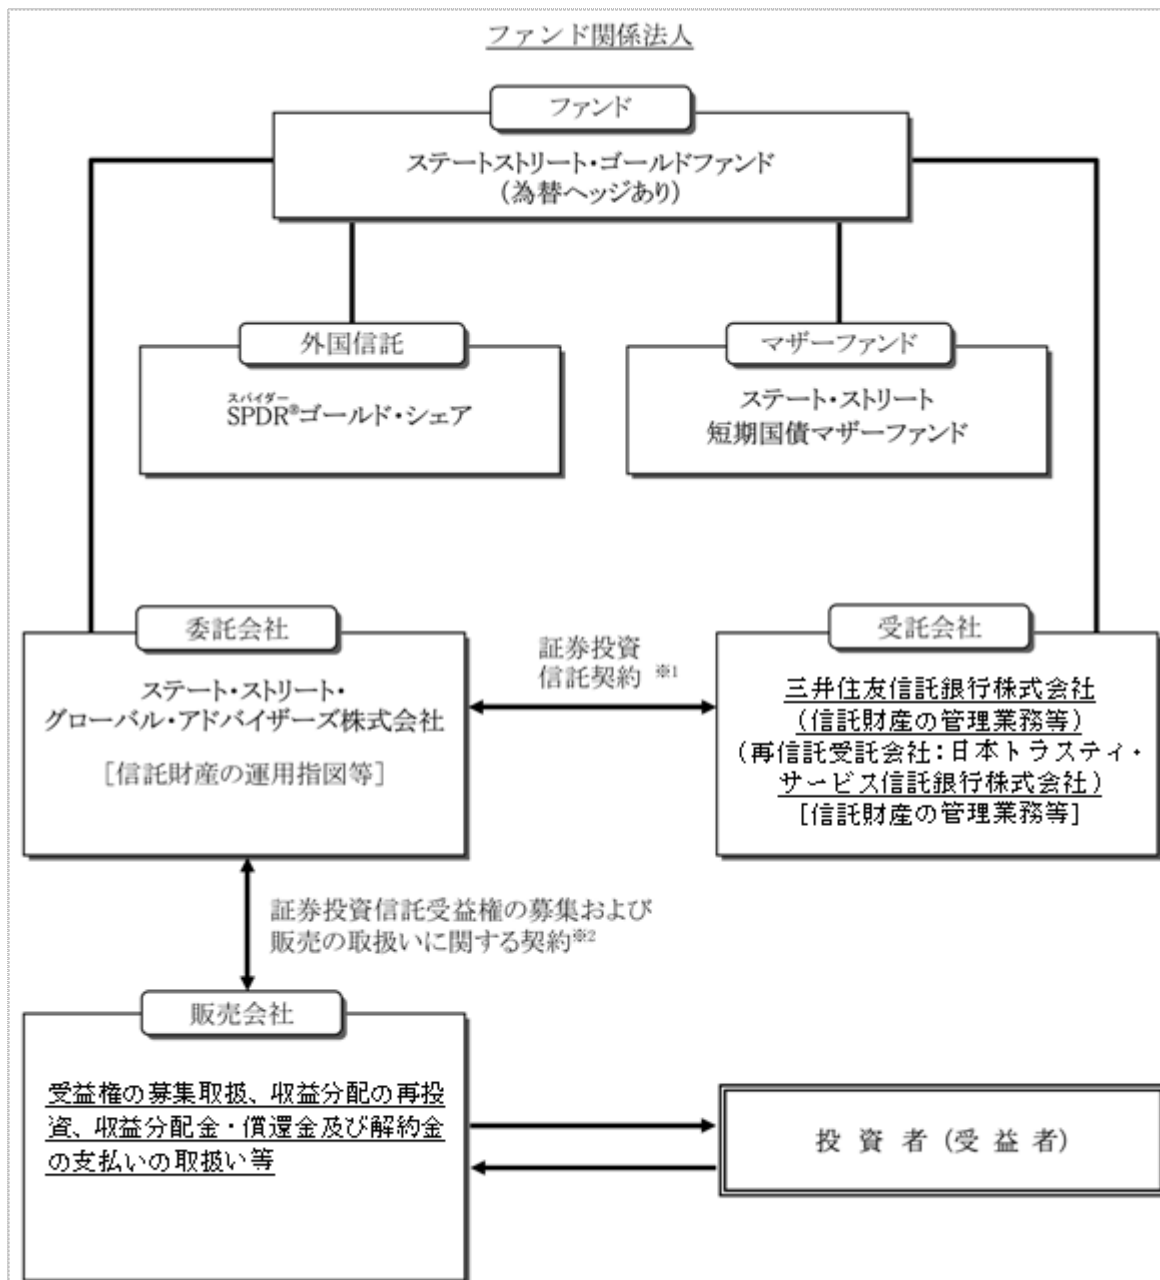 ファンド関係法人
ファンド
ステートストリート・ゴールドファンド
(為替ヘッジあり)
外国信託
スパイダー
SPDR®ゴールド・シェア
マザーファンド
ステート・ストリート
短期国債マザーファンド
委託会社
ステート・ストリート・
グローバル・アドバイザーズ株式会社
[信託財産の運用指図等]
証券投資
信託契約 ※1
受託会社
三井住友信託銀行株式会社
(信託財産の管理業務等)
(再信託受託会社:日本トラスティ・
サービス信託銀行株式会社)
[信託財産の管理業務等]
証券投資信託受益権の募集および
販売の取扱いに関する契約※2
販売会社
受益権の募集取扱、収益分配の再投
資、収益分配金・償還金及び解約金
の支払いの取扱い等
投 資 者 (受 益 者)